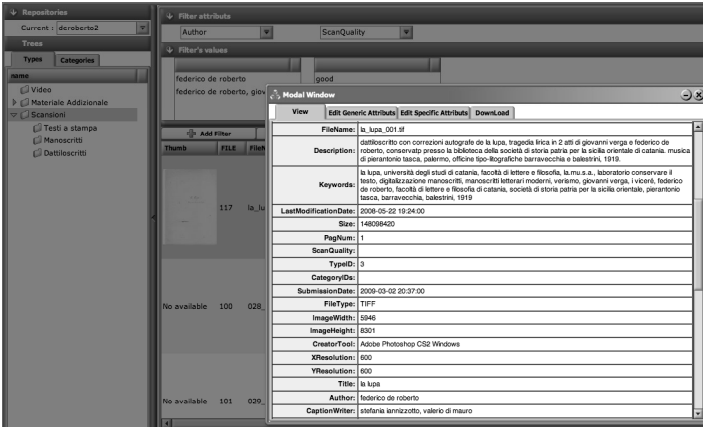 Repositories
Current : deroberto2
Trees
Types
Categories
name
Video
Materiale Addizionale
Scansioni
Testi a stampa
Manoscritti
Dattiloscritti
Filter attributs
Author
ScanQuality
Filter's values
federico de roberto
good
federico de roberto, giov
Add Filter
Thumb
FILE
FileN
117
la_lu
No available
100
028_
No available
101
029_
Modal Window
View
Edit Generic Attributs
Edit Specific Attributs
DownLoad
FileName: la_lupa_001.tif
Description: dattiloscritto con correzioni autografe de la lupa, tragedia lirica in 2 atti di giovanni verga e federico de
roberto, conservatp presso la biblioteca della società di storia patria per la sicilia orientale di catania. musica
di pierantonio tasca, palermo, officine tipo-litografiche barravecchia e balestrini, 1919.
Keywords: la lupa, università degli studi di catania, facoltà di lettere e filosofia, la.mu.s.a., laboratorio conservare il
testo, digitalizzazione manoscritti, manoscritti letterari moderni, verismo, giovanni verga, i viceré, federico
de roberto, facoltà di lettere e filosofia di catania, società di storia patria per la sicilia orientale, pierantonio
tasca, barravecchia, balestrini, 1919
LastModificationDate: 2008-05-22 19:24:00
Size: 148098420
PagNum: 1
ScanQuality:
TypeID: 3
CategoryIDs:
SubmissionDate: 2009-03-02 20:37:00
FileType: TIFF
ImageWidth: 5946
ImageHeight: 8301
CreatorTool: Adobe Photoshop CS2 Windows
XResolution: 600
YResolution: 600
Title: la lupa
Author: federico de roberto
CaptionWriter: stefania iannizzotto, valerio di mauro